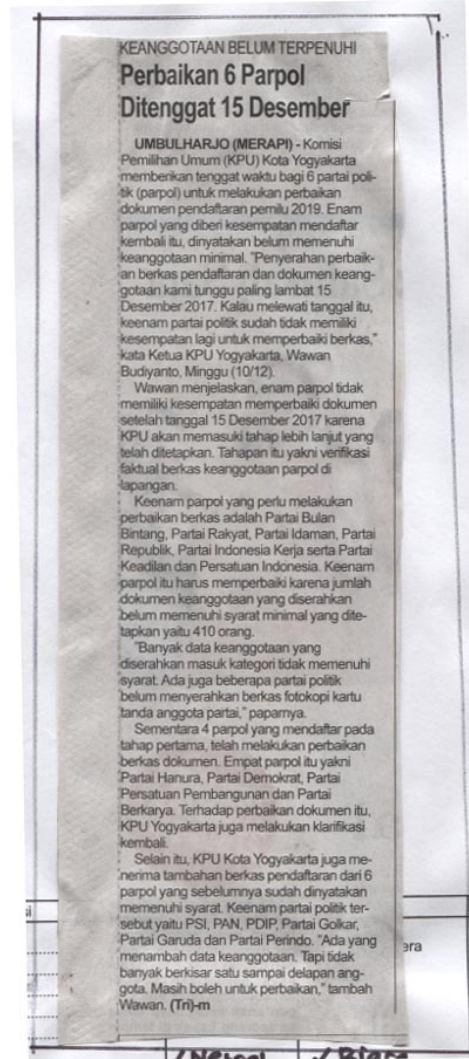 KEANGGOTAAN BELUM TERPENUHI
Perbaikan 6 Parpol
Ditenggat 15 Desember
UMBULHARJO (MERAPI) - Komisi
Pemilihan Umum (KPU) Kota Yogyakarta
memberikan tenggat waktu bagi 6 partai poli-
tik (parpol) untuk melakukan perbaikan
dokumen pendaftaran pemilu 2019. Enam
parpol yang diberi kesempatan mendaftar
kembali itu, dinyatakan belum memenuhi
keanggotaan minimal. "Penyerahan perbaik-
an berkas pendaftaran dan dokumen keang-
gotaan kami tunggu paling lambat 15
Desember 2017. Kalau melewati tanggal itu,
keenam partai politik sudah tidak memiliki
kesempatan lagi untuk memperbaiki berkas,"
kata Ketua KPU Yogyakarta, Wawan
Budiyanto, Minggu (10/12).
Wawan menjelaskan, enam parpol tidak
memiliki kesempatan memperbaiki dokumen
setelah tanggal 15 Desember 2017 karena
KPU akan memasuki tahap lebih lanjut yang
telah ditetapkan. Tahapan itu yakni verifikasi
faktual berkas keanggotaan parpol di
lapangan.
Keenam parpol yang perlu melakukan
perbaikan berkas adalah Partai Bulan
Bintang, Partai Rakyat, Partai Idaman, Partai
Republik, Partai Indonesia Kerja serta Partai
Keadilan dan Persatuan Indonesia. Keenam
parpol itu harus memperbaiki karena jumlah
dokumen keanggotaan yang diserahkan
belum memenuhi syarat minimal yang dite-
tapkan yaitu 410 orang.
"Banyak data keanggotaan yang
diserahkan masuk kategori tidak memenuhi
syarat. Ada juga beberapa partai politik
belum menyerahkan berkas fotokopi kartu
tanda anggota partai," paparnya.
Sementara 4 parpol yang mendaftar pada
tahap pertama, telah melakukan perbaikan
berkas dokumen. Empat parpol itu yakni
Partai Hanura, Partai Demokrat, Partai
Persatuan Pembangunan dan Partai
Berkarya. Terhadap perbaikan dokumen itu,
KPU Yogyakarta juga melakukan klarifikasi
kembali.
Selain itu, KPU Kota Yogyakarta juga me-
nerima tambahan berkas pendaftaran dari 6
parpol yang sebelumnya sudah dinyatakan
memenuhi syarat. Keenam partai politik ter-
sebut yaitu PSI, PAN, PDIP, Partai Golkar,
Partai Garuda dan Partai Perindo. "Ada yang
menambah data keanggotaan. Tapi tidak
banyak berkisar satu sampai delapan ang-
gota. Masih boleh untuk perbaikan," tambah
Wawan. (Tri)-m
si
era